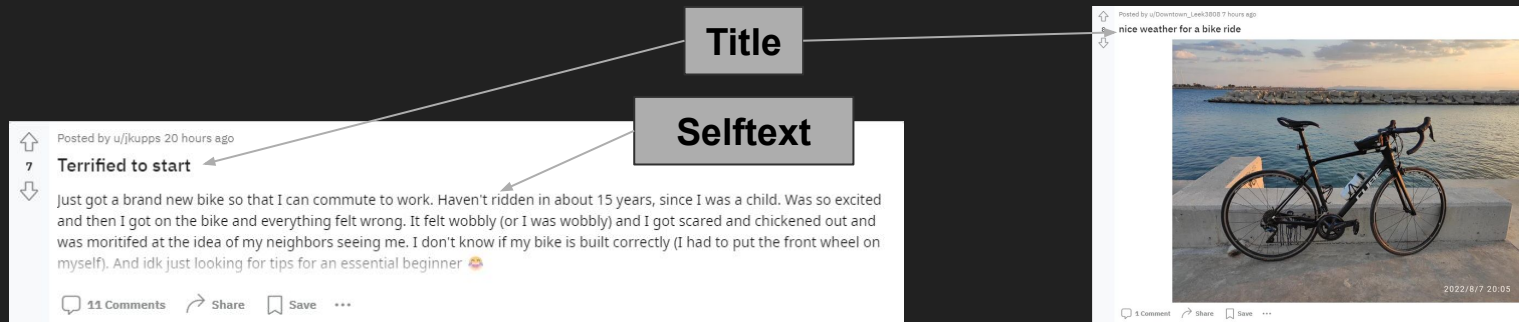 Title
Selftext
Posted by u/jkupps 20 hours ago
7
Terrified to start
Just got a brand new bike so that I can commute to work. Haven't ridden in about 15 years, since I was a child. Was so excited
and then I got on the bike and everything felt wrong. It felt wobbly (or I was wobbly) and I got scared and chickened out and
was moritifed at the idea of my neighbors seeing me. I don't know if my bike is built correctly (I had to put the front wheel on
myself). And idk just looking for tips for an essential beginner 😂
11 Comments Share Save ...
Posted by u/Downtown_Leek3808 7 hours ago
nice weather for a bike ride
CUBE
2022/8/7 20:05
1 Comment Share Save ...